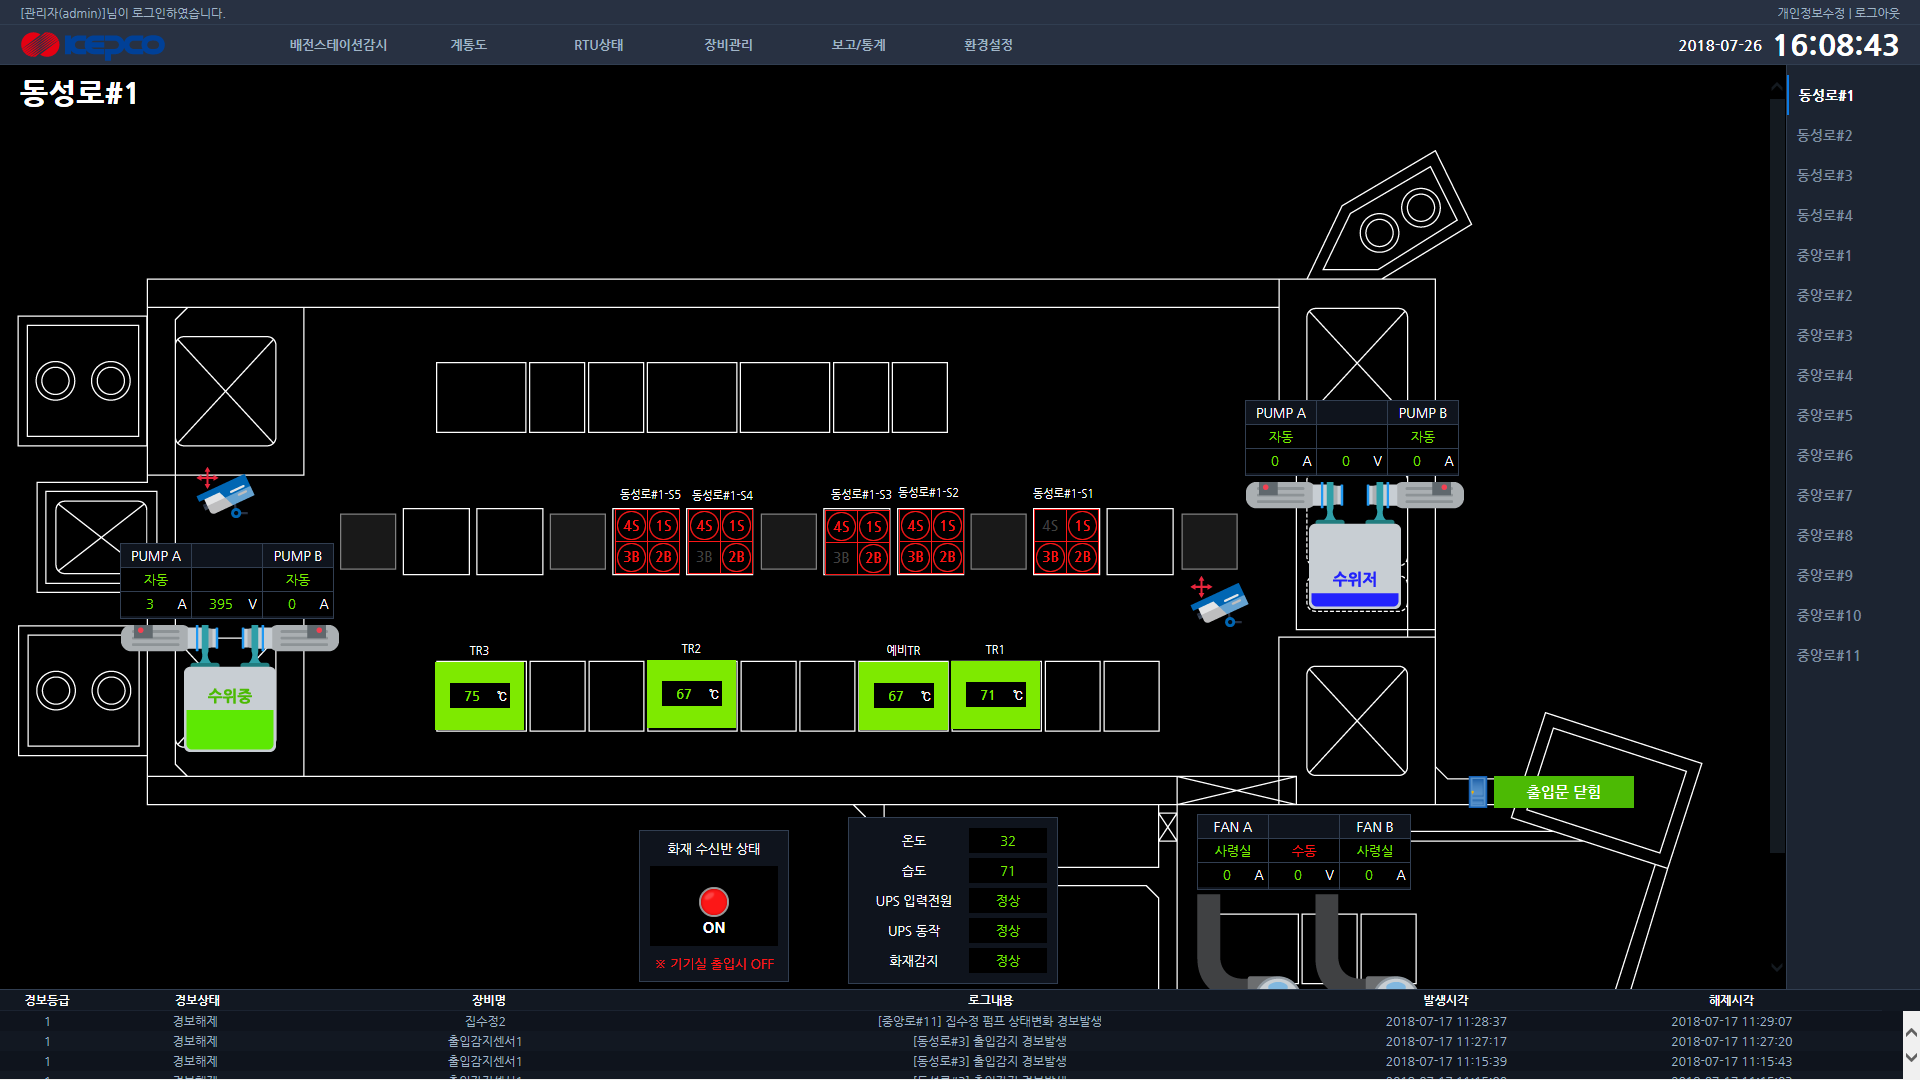 [관리자(admin)]님이 로그인하였습니다.
개인정보수정 | 로그아웃
KEPCO
배전스테이션감시 계통도 RTU상태 장비관리 보고/통계 환경설정
2018-07-26 16:08:43
동성로#1
동성로#1
동성로#2
동성로#3
동성로#4
중앙로#1
중앙로#2
중앙로#3
중앙로#4
중앙로#5
중앙로#6
중앙로#7
중앙로#8
중앙로#9
중앙로#10
중앙로#11
PUMP A PUMP B
자동 자동
0 A 0 V 0 A
수위저
동성로#1-S5 동성로#1-S4 동성로#1-S3 동성로#1-S2 동성로#1-S1
4S 1S 4S 1S 4S 1S 4S 1S 4S 1S
3B 2B 3B 2B 3B 2B 3B 2B 3B 2B
PUMP A PUMP B
자동 자동
3 A 395 V 0 A
수위중
TR3 TR2 예비TR TR1
75 ℃ 67 ℃ 67 ℃ 71 ℃
출입문 닫힘
FAN A FAN B
사령실 수동 사령실
0 A 0 V 0 A
화재 수신반 상태
ON
※ 기기실 출입시 OFF
온도 32
습도 71
UPS 입력전원 정상
UPS 동작 정상
화재감지 정상
경보등급 경보상태 장비명 로그내용 발생시각 해제시각
1 경보해제 집수정2 [중앙로#11] 집수정 펌프 상태변화 경보발생 2018-07-17 11:28:37 2018-07-17 11:29:07
1 경보해제 출입감지센서1 [동성로#3] 출입감지 경보발생 2018-07-17 11:27:17 2018-07-17 11:27:20
1 경보해제 출입감지센서1 [동성로#3] 출입감지 경보발생 2018-07-17 11:15:39 2018-07-17 11:15:43